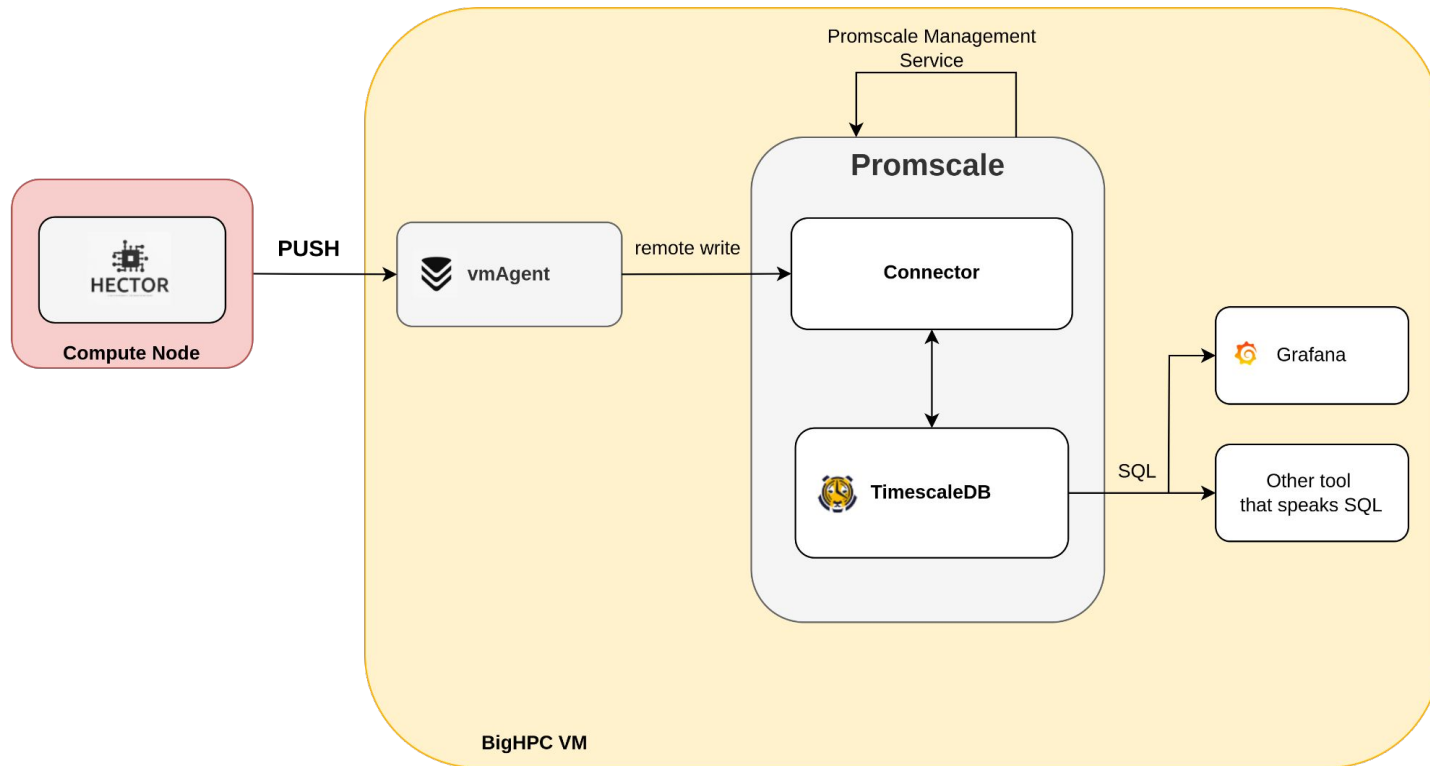 Promscale Management
Service
Promscale
HECTOR
PUSH
vmAgent
remote write
Connector
Compute Node
Grafana
TimescaleDB
SQL
Other tool
that speaks SQL
BigHPC VM